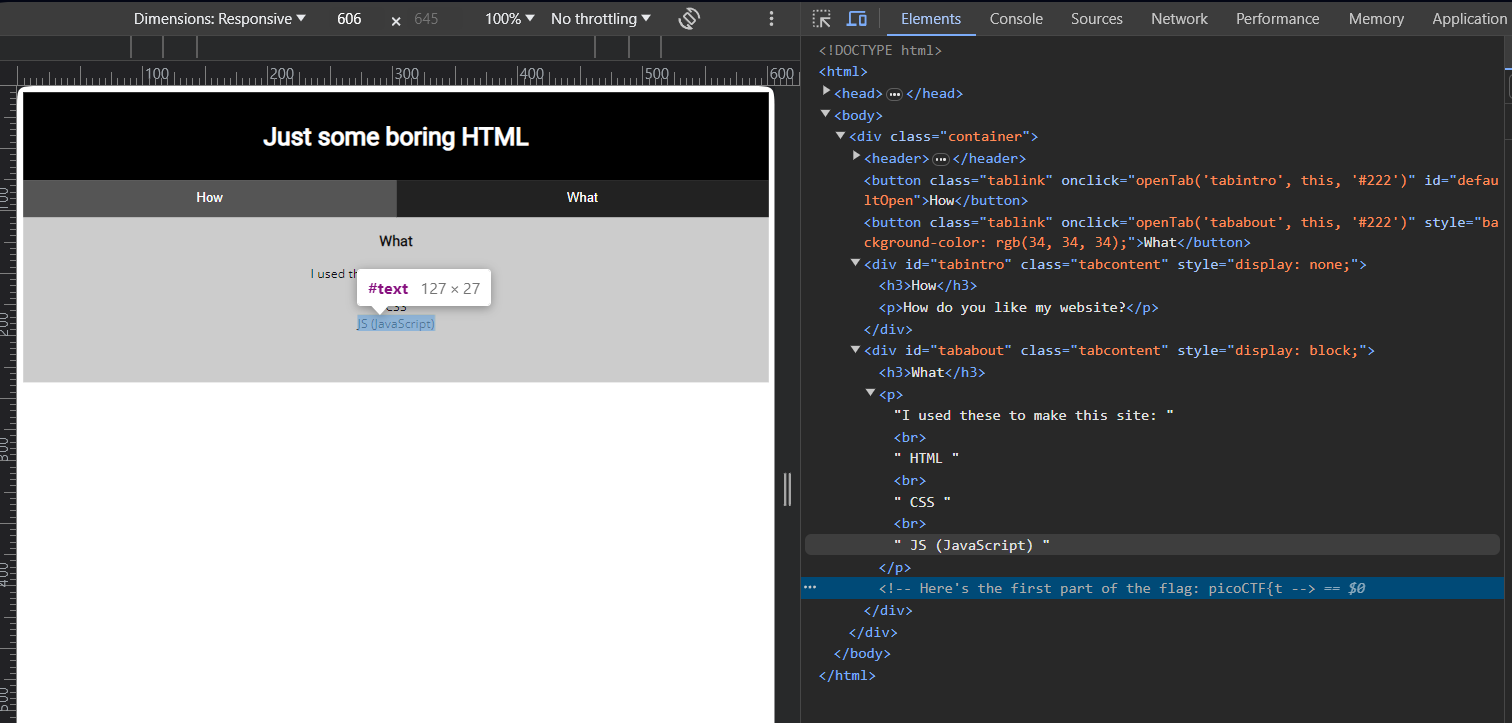 Dimensions: Responsive ▼ 606 × 645 100% ▼ No throttling ▼
Elements Console Sources Network Performance Memory Application
100 200 300 400 500 600
100
200
300
400
500
Just some boring HTML
How What
What
I used th
#text 127 × 27
CSS
JS (JavaScript)
<!DOCTYPE html>
<html>
<head> ••• </head>
<body>
<div class="container">
<header> ••• </header>
<button class="tablink" onclick="openTab('tabintro', this, '#222')" id="defau
ltOpen">How</button>
<button class="tablink" onclick="openTab('tababout', this, '#222')" style="ba
ckground-color: rgb(34, 34, 34);">What</button>
<div id="tabintro" class="tabcontent" style="display: none;">
<h3>How</h3>
<p>How do you like my website?</p>
</div>
<div id="tababout" class="tabcontent" style="display: block;">
<h3>What</h3>
<p>
"I used these to make this site: "
<br>
" HTML "
<br>
" CSS "
<br>
" JS (JavaScript) "
</p>
<!-- Here's the first part of the flag: picoCTF{t --> == $0
</div>
</div>
</body>
</html>